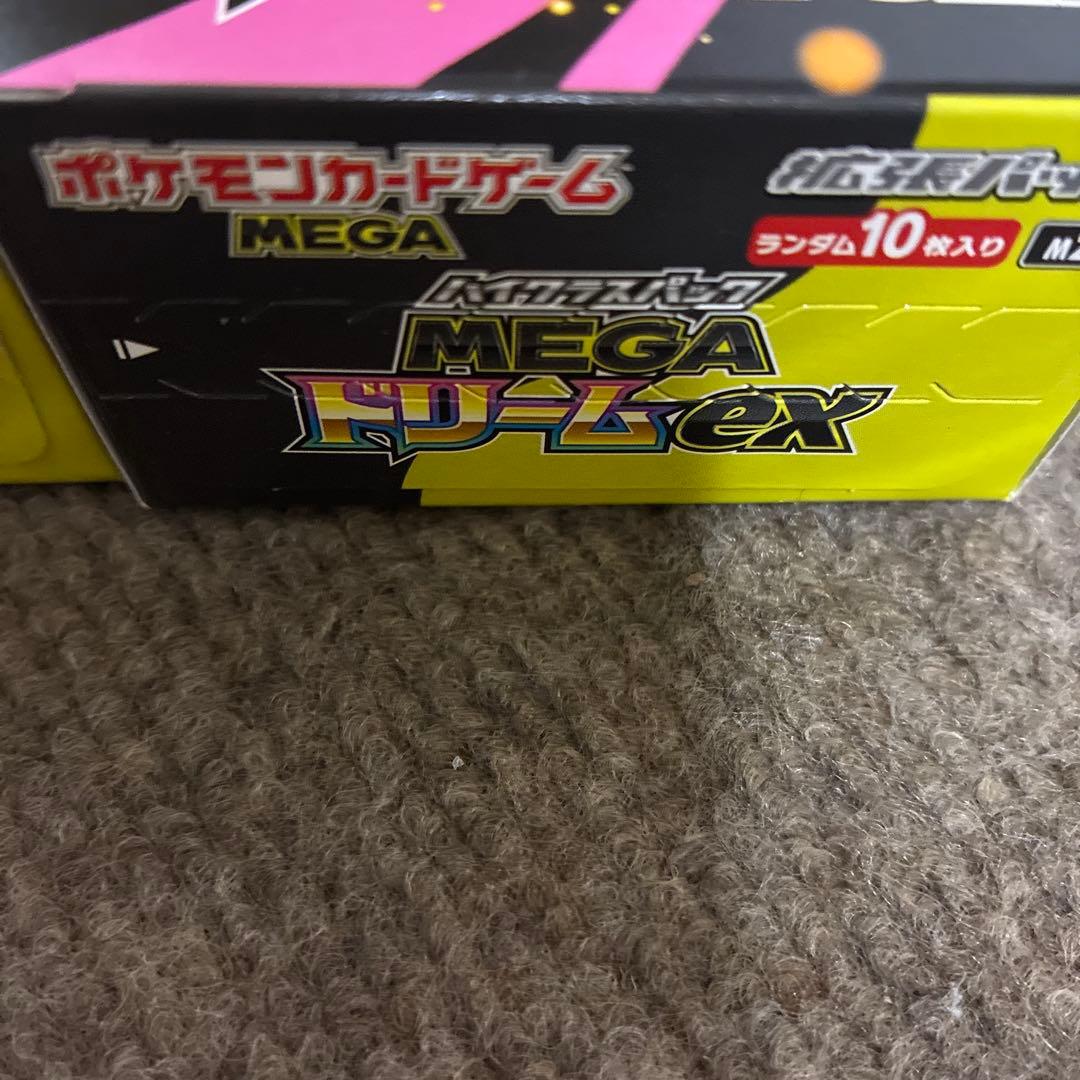 ポケモンカードゲーム
MEGA
拡張パッ
ランダム10枚入り
ハイクラスパック
MEGA
ドリームex